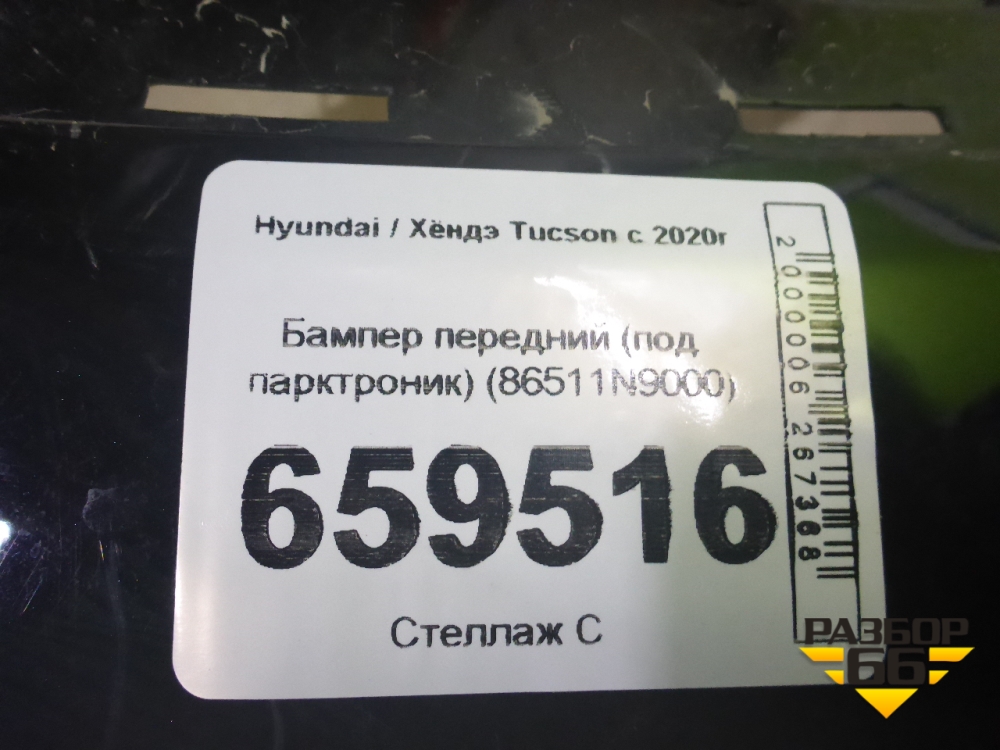 Hyundai / Хёндэ Tucson с 2020г
Бампер передний (под
парктроник) (86511N9000)
659516
Стеллаж С
2000006267368
РАЗБОР
66